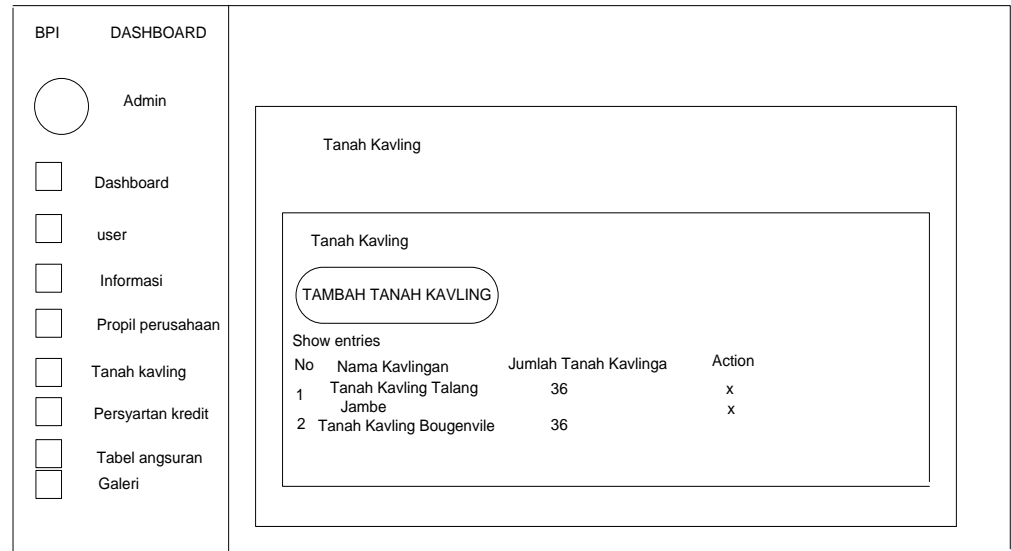 BPI DASHBOARD
Admin
Dashboard
user
Informasi
Propil perusahaan
Tanah kavling
Persyartan kredit
Tabel angsuran
Galeri
Tanah Kavling
Tanah Kavling
TAMBAH TANAH KAVLING
Show entries
No Nama Kavlingan Jumlah Tanah Kavlinga Action
1 Tanah Kavling Talang 36 x
Jambe x
2 Tanah Kavling Bougenvile 36